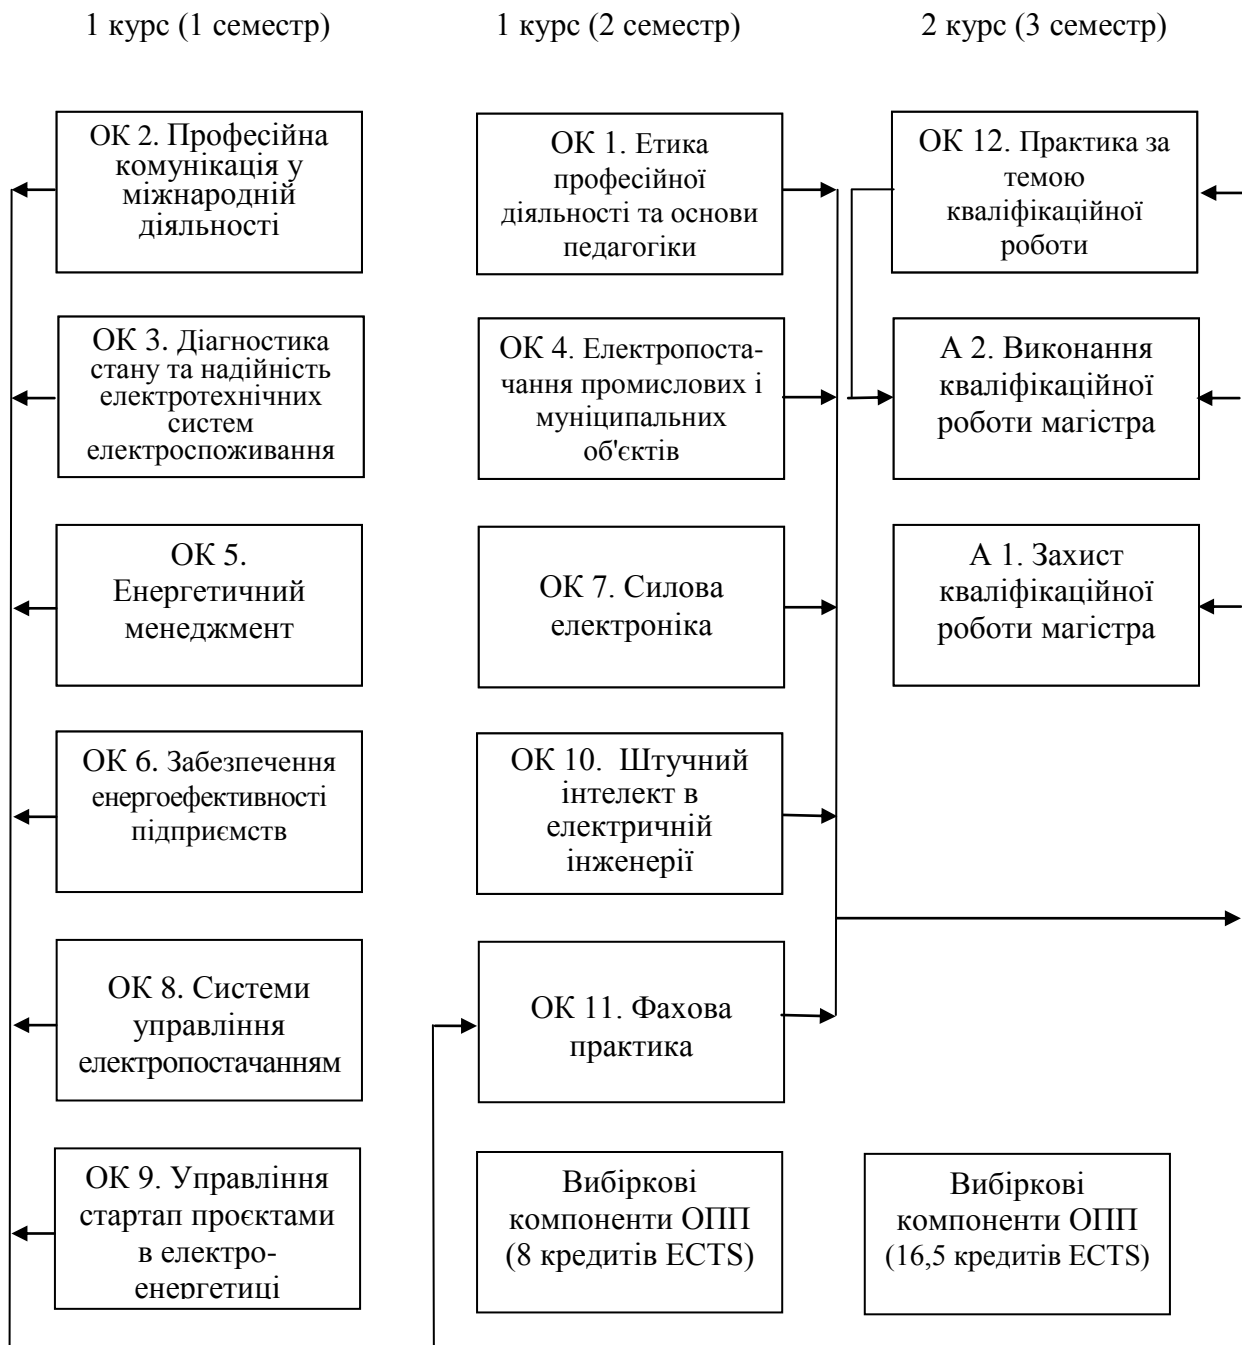 1 курс (1 семестр)
1 курс (2 семестр)
2 курс (3 семестр)
ОК 2. Професійна
комунікація у
міжнародній
діяльності
ОК 1. Етика
професійної
діяльності та основи
педагогіки
ОК 12. Практика за
темою
кваліфікаційної
роботи
ОК 3. Діагностика
стану та надійність
електротехнічних
систем
електроспоживання
ОК 4. Електропоста-
чання промислових і
муніципальних
об'єктів
А 2. Виконання
кваліфікаційної
роботи магістра
ОК 5.
Енергетичний
менеджмент
ОК 7. Силова
електроніка
А 1. Захист
кваліфікаційної
роботи магістра
ОК 6. Забезпечення
енергоефективності
підприємств
ОК 10. Штучний
інтелект в
електричній
інженерії
ОК 8. Системи
управління
електропостачанням
ОК 11. Фахова
практика
ОК 9. Управління
стартап проєктами
в електро-
енергетиці
Вибіркові
компоненти ОПП
(8 кредитів ECTS)
Вибіркові
компоненти ОПП
(16,5 кредитів ECTS)